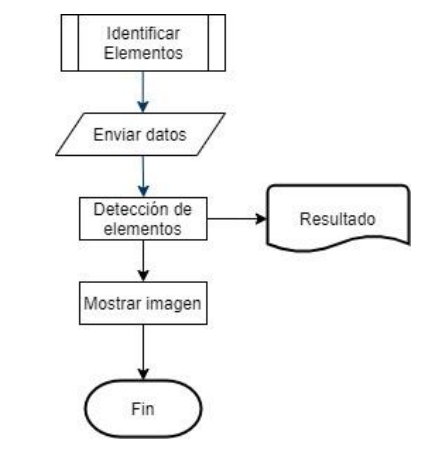 Identificar
Elementos
Enviar datos
Detección de
elementos
Resultado
Mostrar imagen
Fin